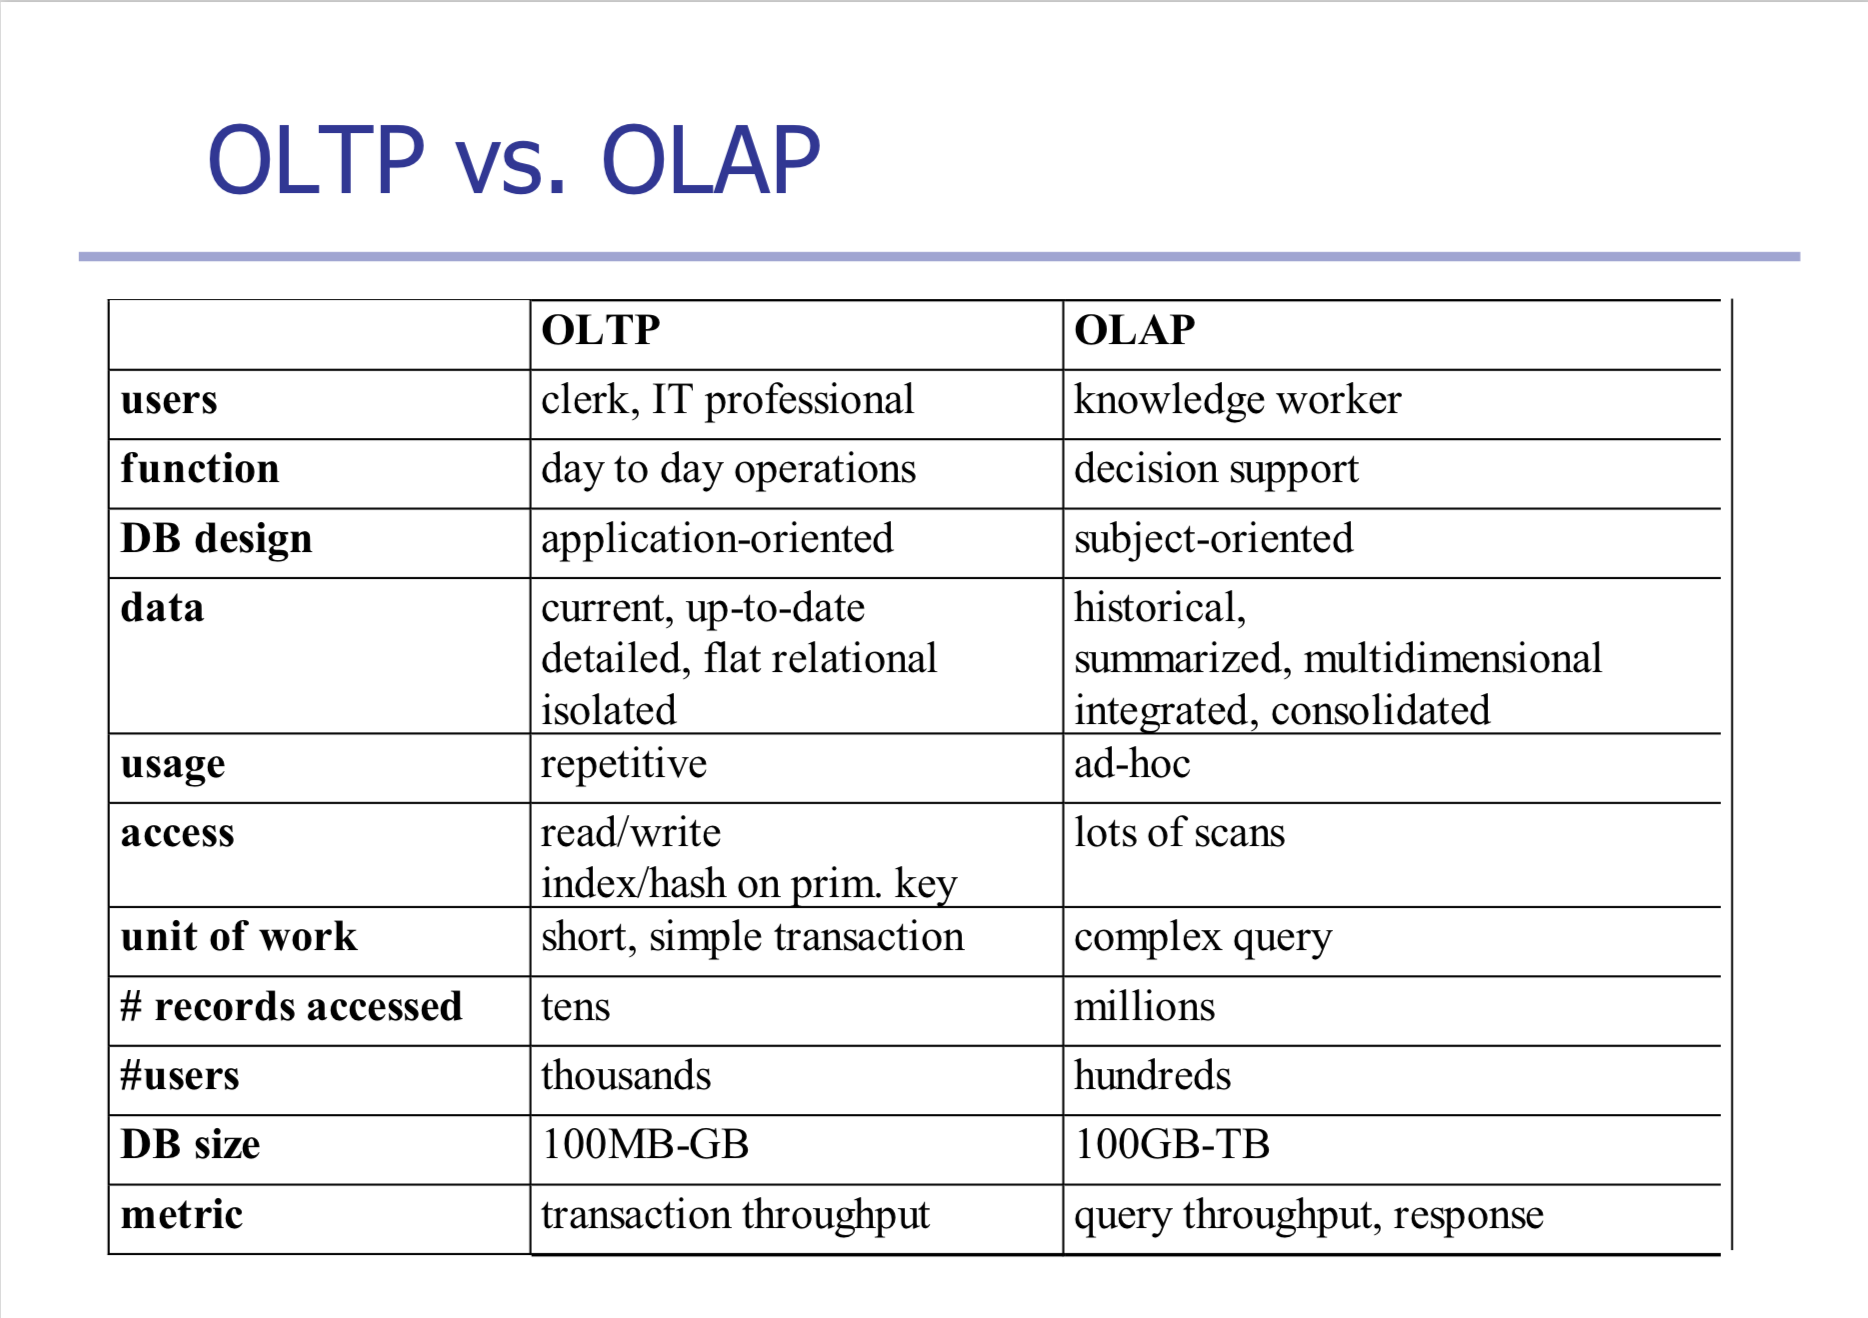 OLTP vs. OLAP
OLTP OLAP
users clerk, IT professional knowledge worker
function day to day operations decision support
DB design application-oriented subject-oriented
data current, up-to-date historical,
detailed, flat relational summarized, multidimensional
isolated integrated, consolidated
usage repetitive ad-hoc
access read/write lots of scans
index/hash on prim. key
unit of work short, simple transaction complex query
# records accessed tens millions
#users thousands hundreds
DB size 100MB-GB 100GB-TB
metric transaction throughput query throughput, response